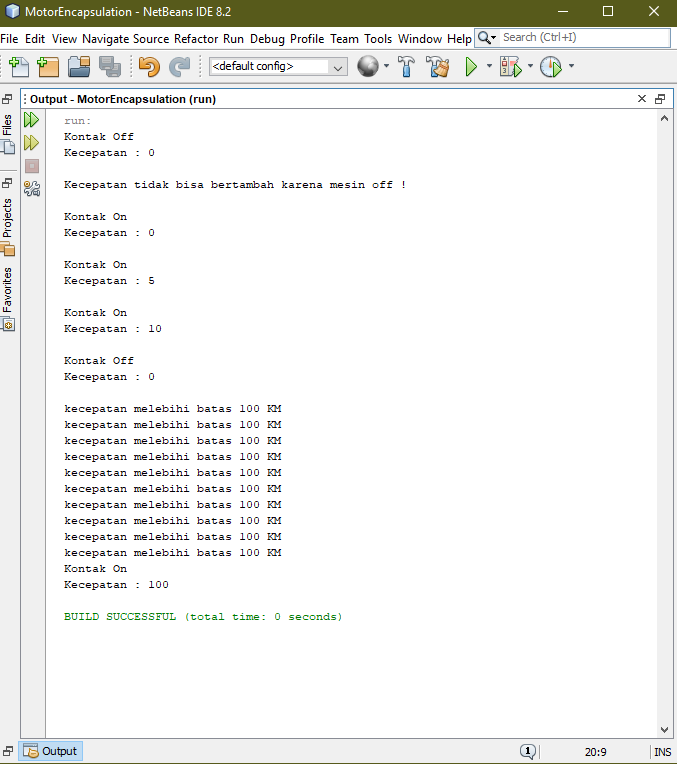 MotorEncapsulation - NetBeans IDE 8.2
File Edit View Navigate Source Refactor Run Debug Profile Team Tools Window Help
Search (Ctrl+I)
<default config>
Output - MotorEncapsulation (run)
Files
Projects
Favorites
run:
Kontak Off
Kecepatan : 0
Kecepatan tidak bisa bertambah karena mesin off !
Kontak On
Kecepatan : 0
Kontak On
Kecepatan : 5
Kontak On
Kecepatan : 10
Kontak Off
Kecepatan : 0
kecepatan melebihi batas 100 KM
kecepatan melebihi batas 100 KM
kecepatan melebihi batas 100 KM
kecepatan melebihi batas 100 KM
kecepatan melebihi batas 100 KM
kecepatan melebihi batas 100 KM
kecepatan melebihi batas 100 KM
kecepatan melebihi batas 100 KM
kecepatan melebihi batas 100 KM
kecepatan melebihi batas 100 KM
Kontak On
Kecepatan : 100
BUILD SUCCESSFUL (total time: 0 seconds)
Output
1
20:9
INS